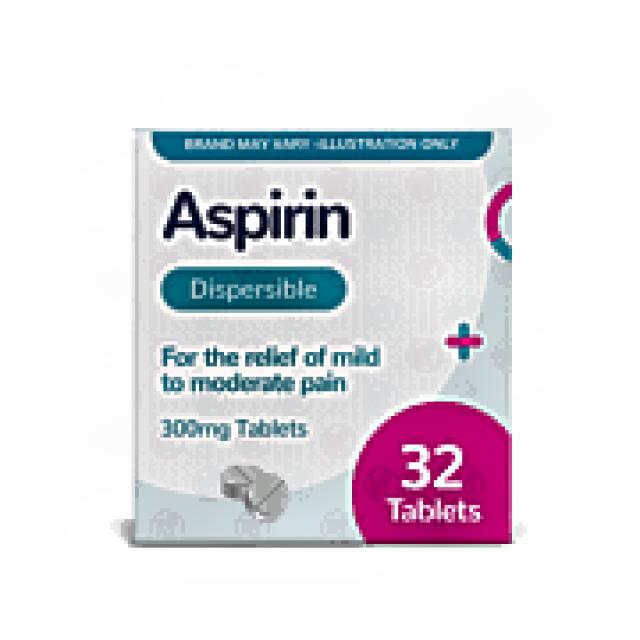 BRAND MAY VARY - ILLUSTRATION ONLY
Aspirin
Dispersible
For the relief of mild
to moderate pain
300mg Tablets
32
Tablets